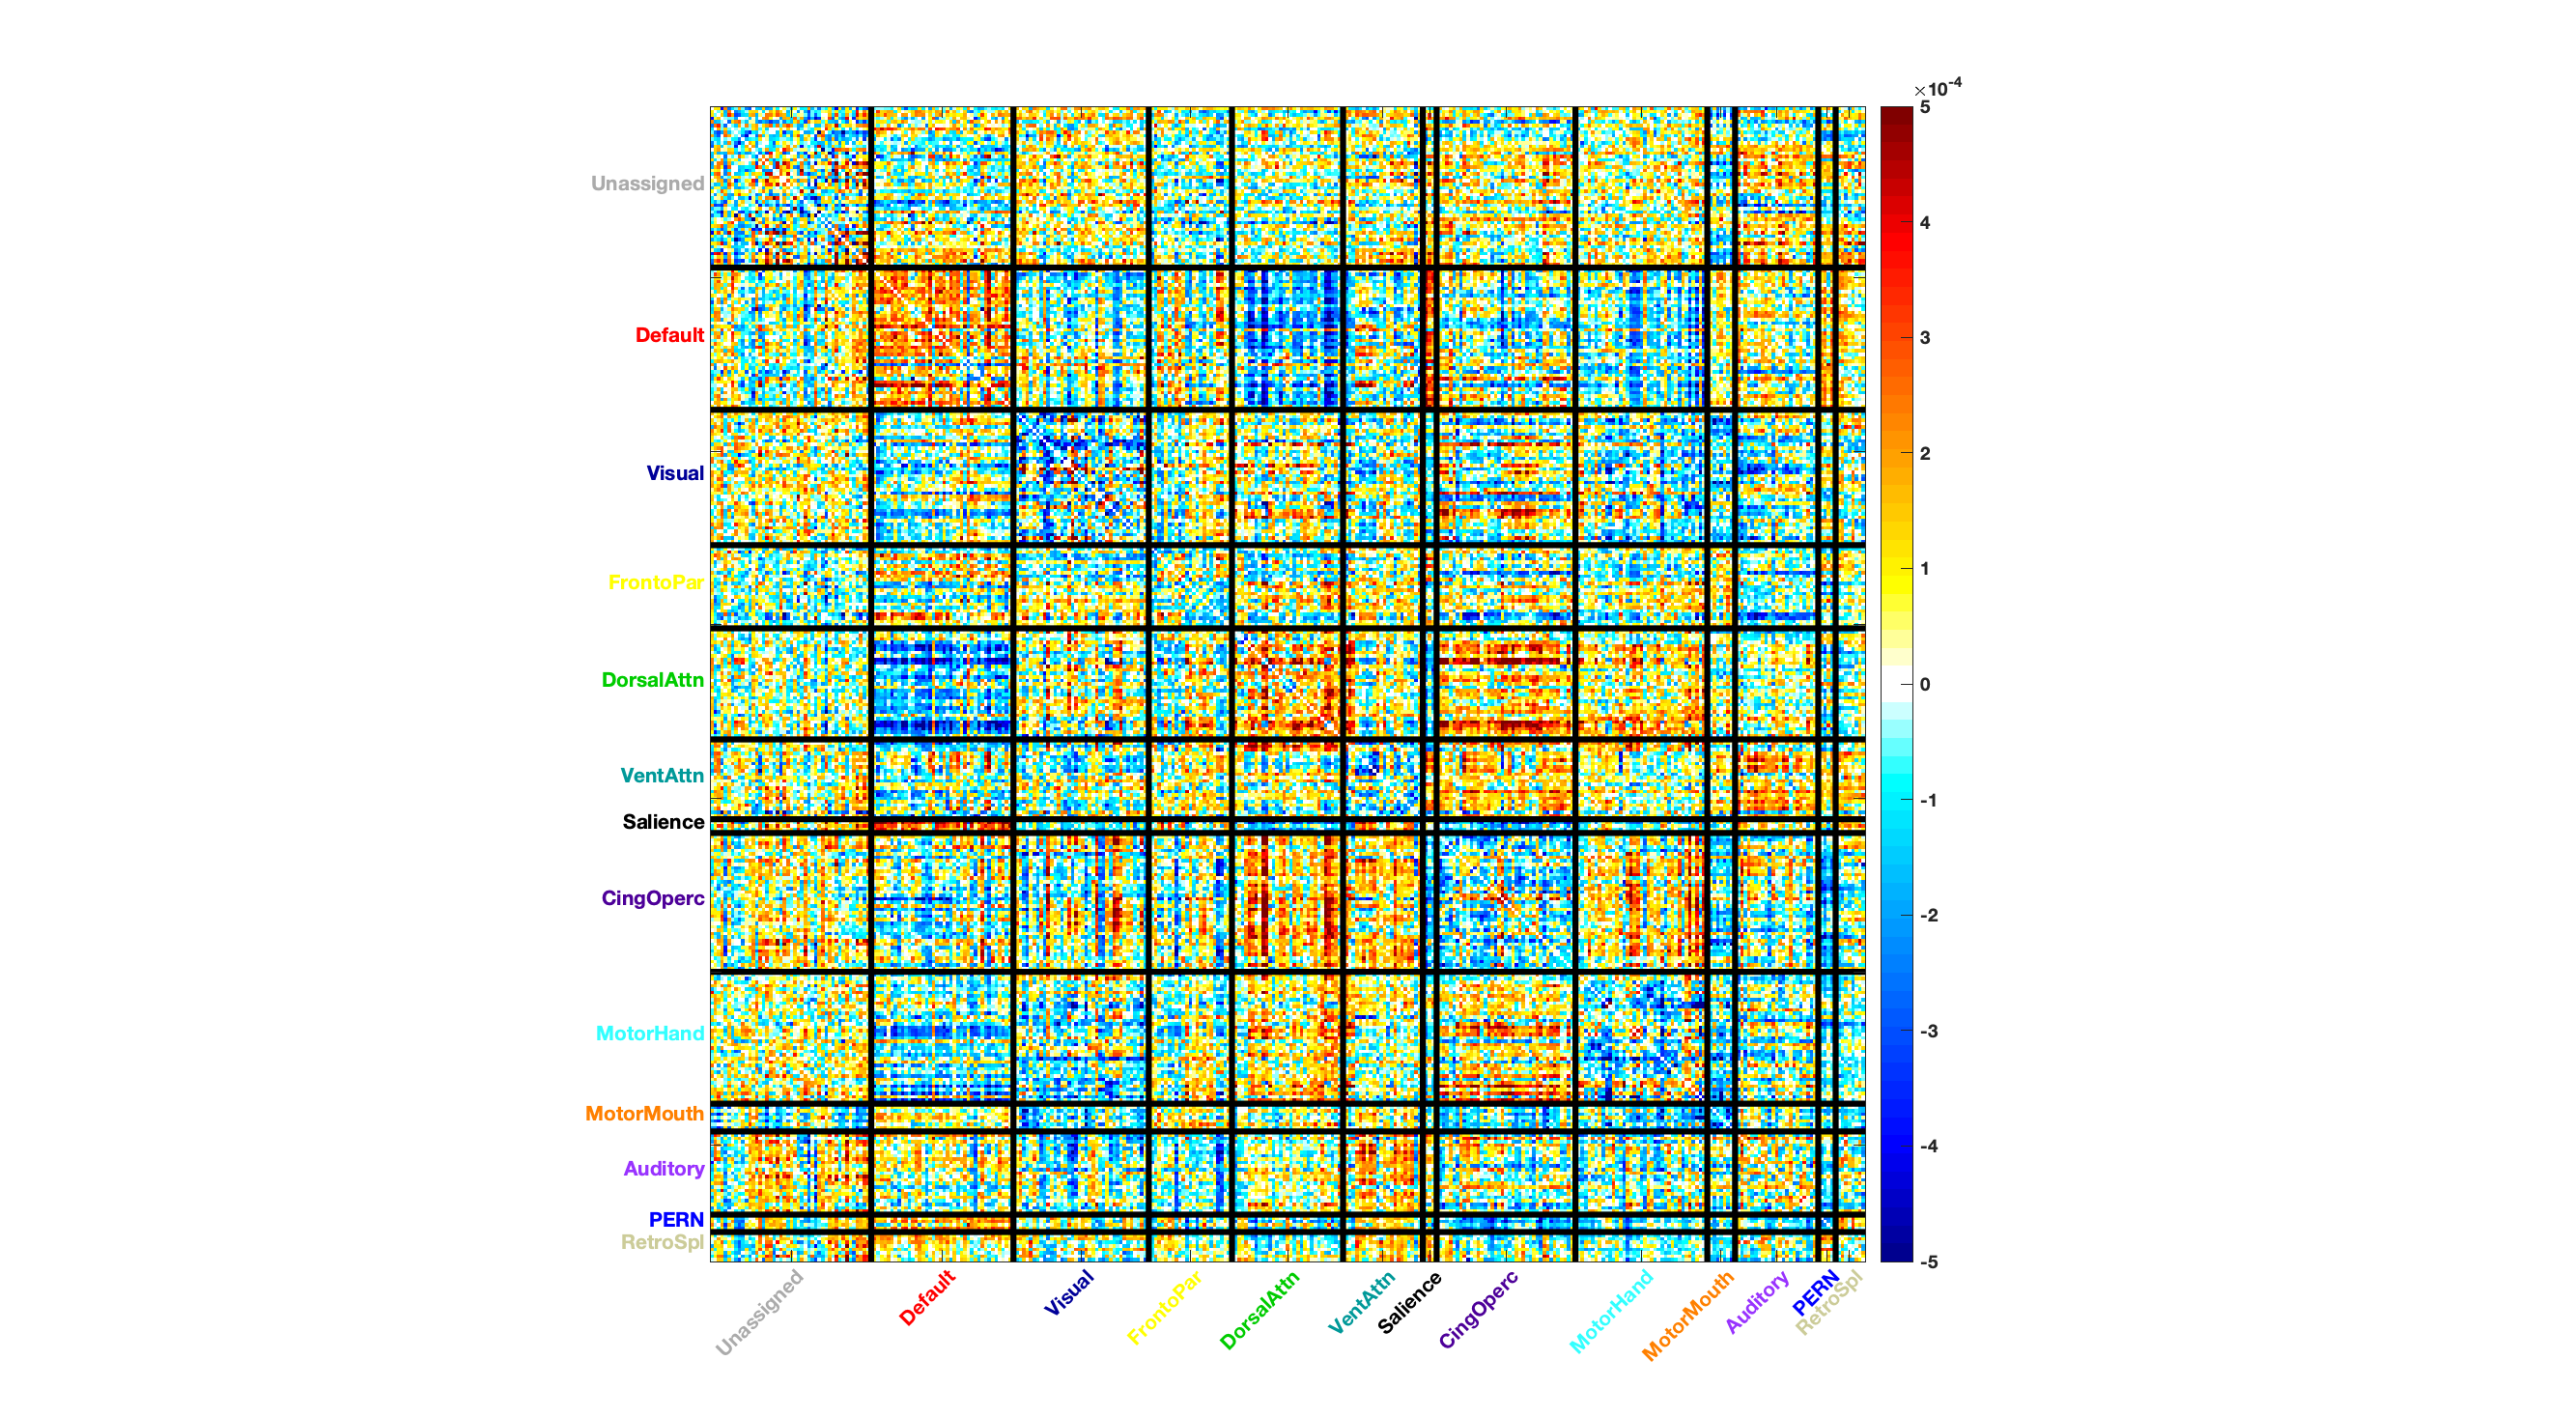 ×10-4
5
4
3
2
1
0
-1
-2
-3
-4
-5
Unassigned
Default
Visual
FrontoPar
DorsalAttn
VentAttn
Salience
CingOperc
MotorHand
MotorMouth
Auditory
PERN
RetroSpl
Unassigned
Default
Visual
FrontoPar
DorsalAttn
VentAttn
Salience
CingOperc
MotorHand
MotorMouth
Auditory
PERN
RetroSpl